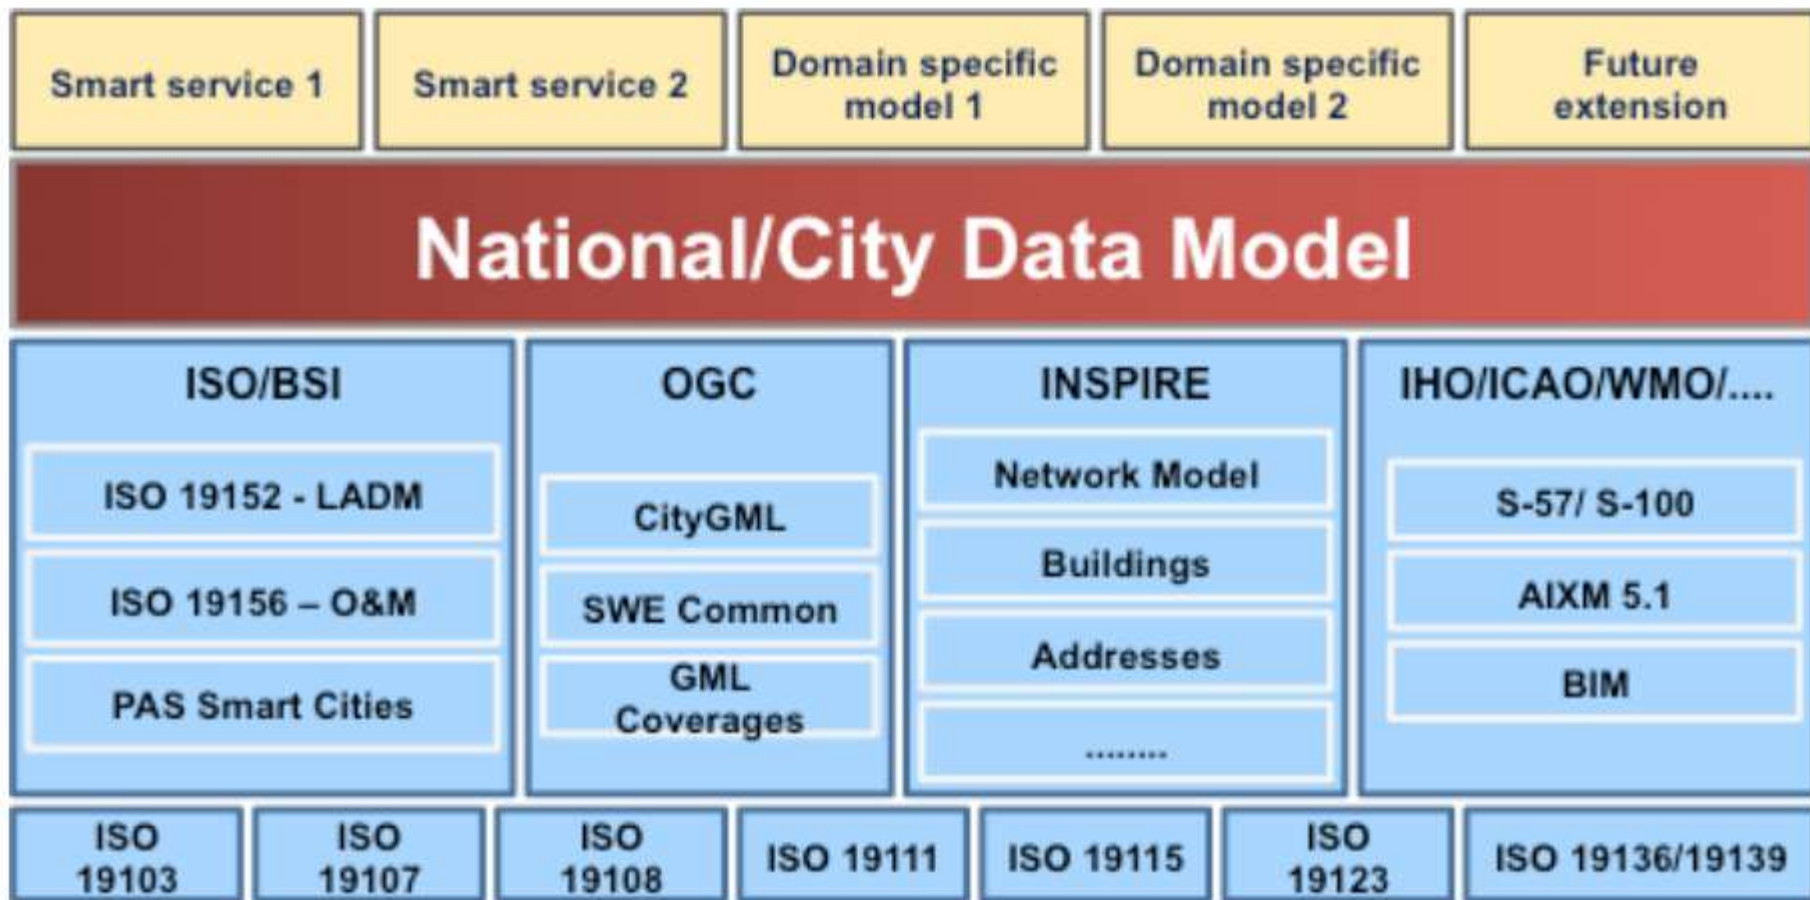 Smart service 1
Smart service 2
Domain specific
model 1
Domain specific
model 2
Future
extension
National/City Data Model
ISO/BSI
ISO 19152 - LADM
ISO 19156 – O&M
PAS Smart Cities
OGC
CityGML
SWE Common
GML
Coverages
INSPIRE
Network Model
Buildings
Addresses
........
IHO/ICAO/WMO/....
S-57/ S-100
AIXM 5.1
BIM
ISO
19103
ISO
19107
ISO
19108
ISO 19111
ISO 19115
ISO
19123
ISO 19136/19139